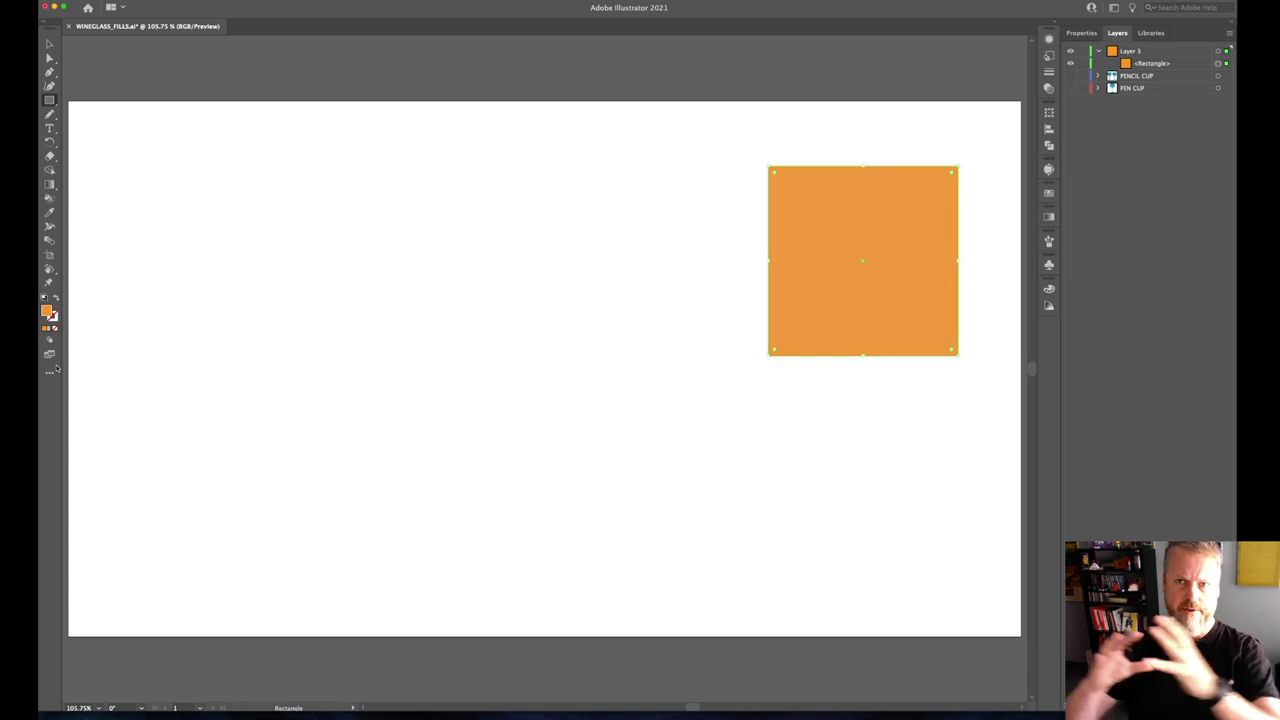 Adobe Illustrator 2021
Search Adobe Help
× WINEGLASS_FILLS.ai* @ 105.75 % (RGB/Preview)
Properties Layers Libraries
Layer 3
<Rectangle>
PENCIL CUP
PEN CUP
105.75% 0° 1 Rectangle